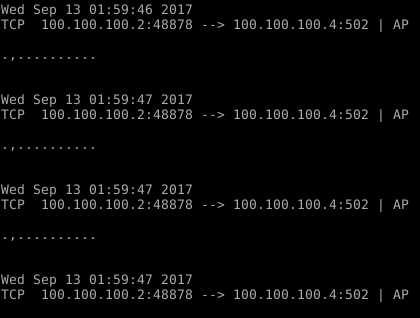 Wed Sep 13 01:59:46 2017
TCP  100.100.100.2:48878 --> 100.100.100.4:502 | AP
.,..........
Wed Sep 13 01:59:47 2017
TCP  100.100.100.2:48878 --> 100.100.100.4:502 | AP
.,..........
Wed Sep 13 01:59:47 2017
TCP  100.100.100.2:48878 --> 100.100.100.4:502 | AP
.,..........
Wed Sep 13 01:59:47 2017
TCP  100.100.100.2:48878 --> 100.100.100.4:502 | AP